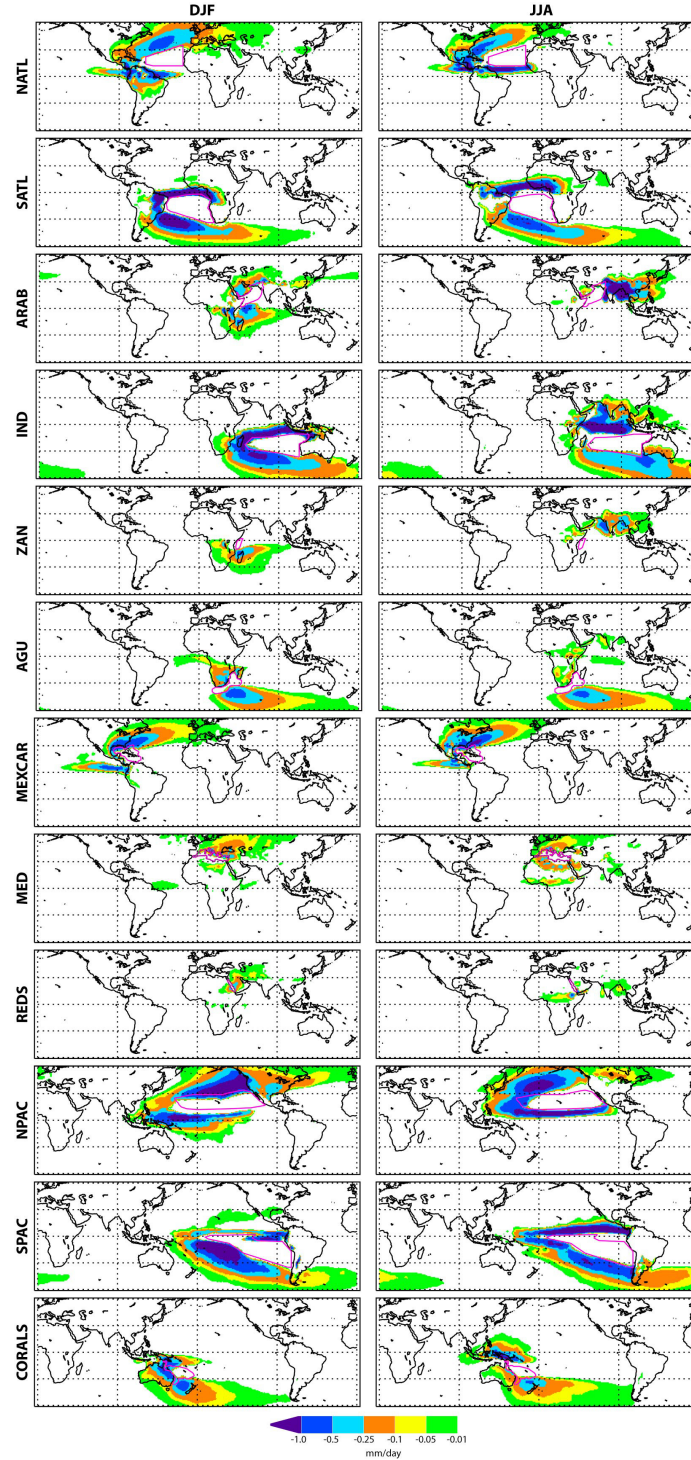 DJF JJA
NATL
SATL
ARAB
IND
ZAN
AGU
MEXCAR
MED
REDS
NPAC
SPAC
CORALS
-1.0 -0.5 -0.25 -0.1 -0.05 -0.01
mm/day